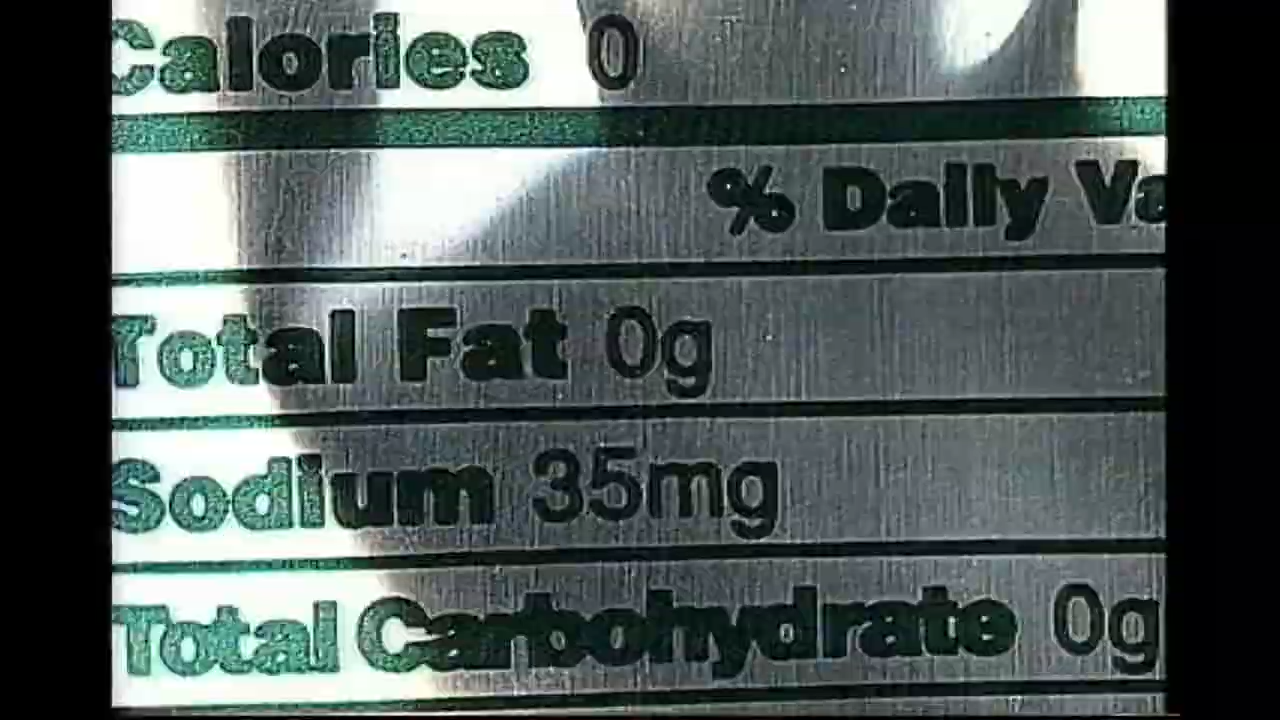 Calories 0
% Daily Va
Total Fat 0g
Sodium 35mg
Total Carbohydrate 0g